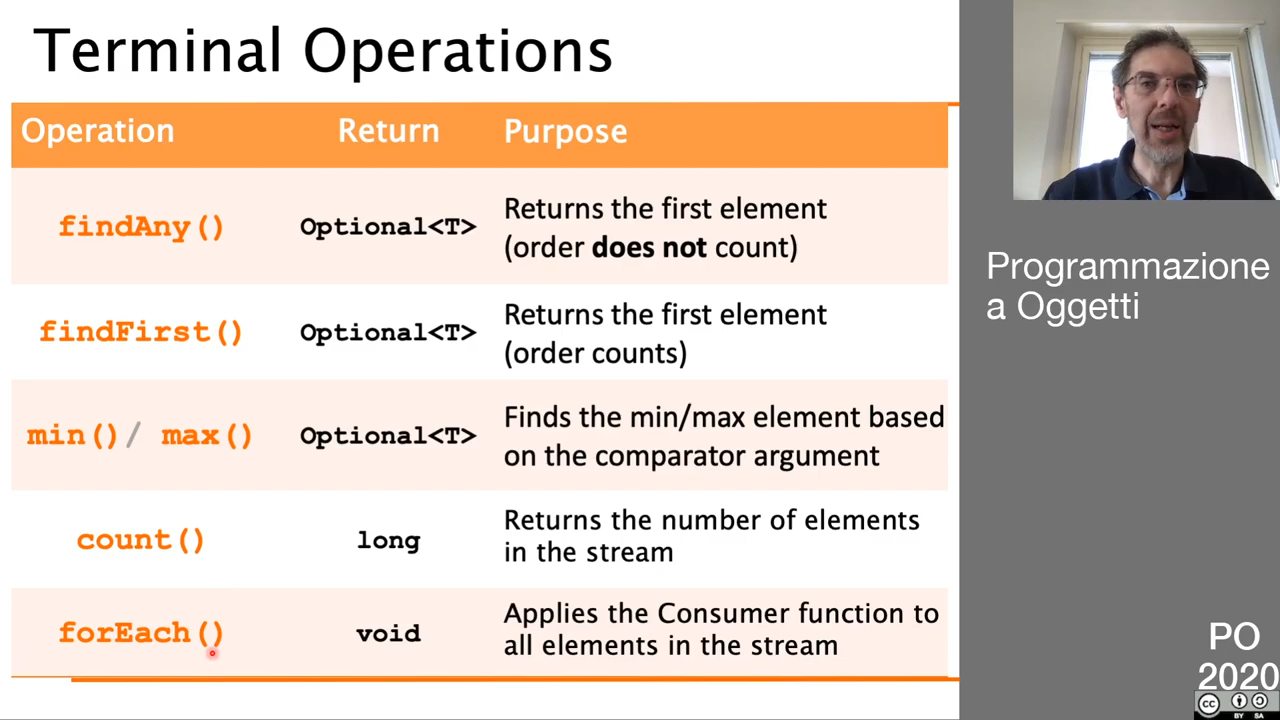 Terminal Operations
Operation Return Purpose
findAny() Optional<T> Returns the first element
(order does not count)
findFirst() Optional<T> Returns the first element
(order counts)
min()/ max() Optional<T> Finds the min/max element based
on the comparator argument
count() long Returns the number of elements
in the stream
forEach() void Applies the Consumer function to
all elements in the stream
Programmazione
a Oggetti
PO
2020
CC BY SA